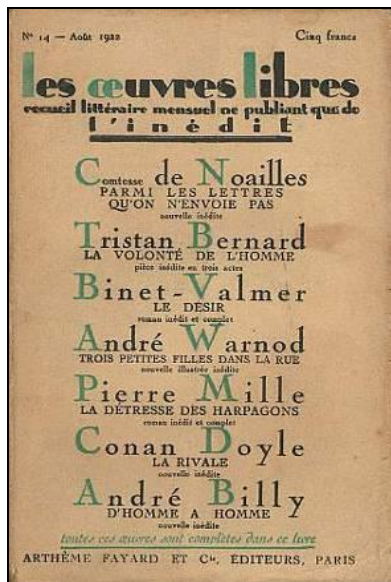 Nº 14 — Août 1922 Cinq francs
les œuvres libres
recueil littéraire mensuel ne publiant que de
l'inédit
Comtesse de Noailles
PARMI LES LETTRES
QU'ON N'ENVOIE PAS
nouvelle inédite
Tristan Bernard
LA VOLONTÉ DE L'HOMME
pièce inédite en trois actes
Binet-Valmer
LE DÉSIR
roman inédit et complet
André Warnod
TROIS PETITES FILLES DANS LA RUE
nouvelle illustrée inédite
Pierre Mille
LA DÉTRESSE DES HARPAGONS
roman inédit et complet
Conan Doyle
LA RIVALE
nouvelle inédite
André Billy
D'HOMME A HOMME
nouvelle inédite
toutes ces œuvres sont complètes dans ce livre
ARTHÈME FAYARD ET Cie, ÉDITEURS, PARIS